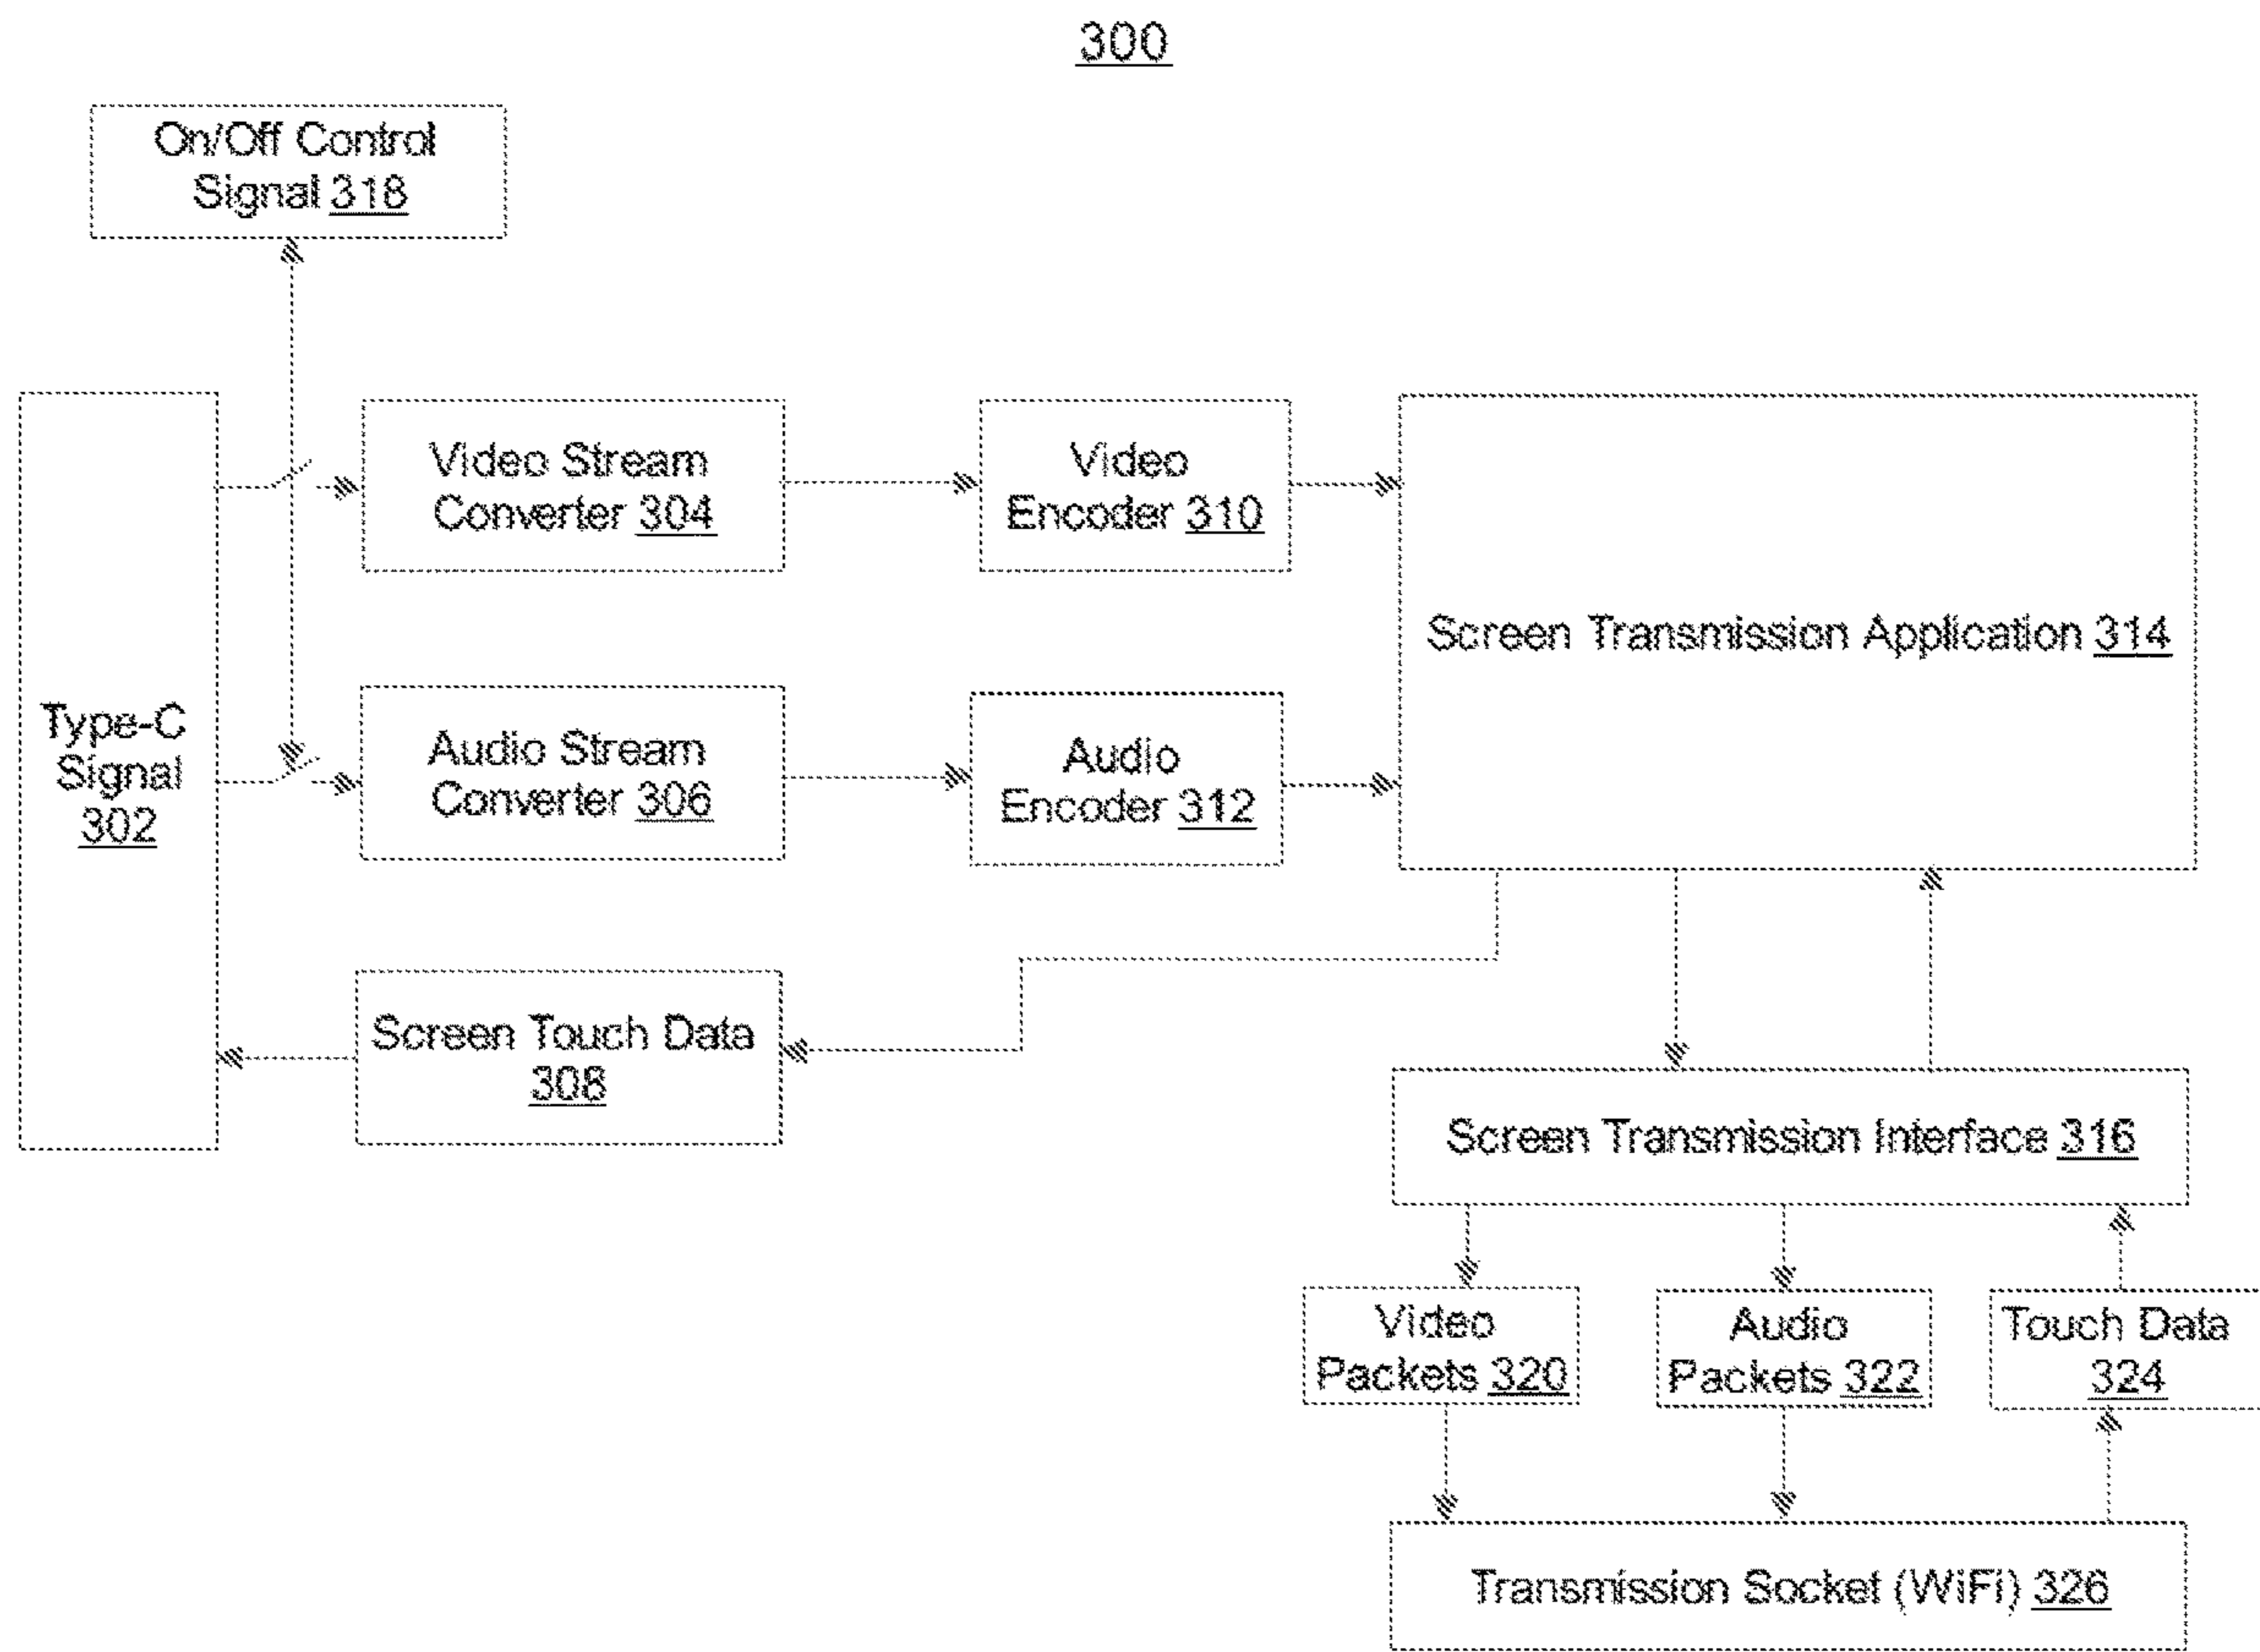 300
On/Off Control
Signal 318
Video Stream
Converter 304
Video
Encoder 310
Screen Transmission Application 314
Type-C
Signal
302
Audio Stream
Converter 306
Audio
Encoder 312
Screen Touch Data
308
Screen Transmission Interface 316
Video
Packets 320
Audio
Packets 322
Touch Data
324
Transmission Socket (WiFi) 326